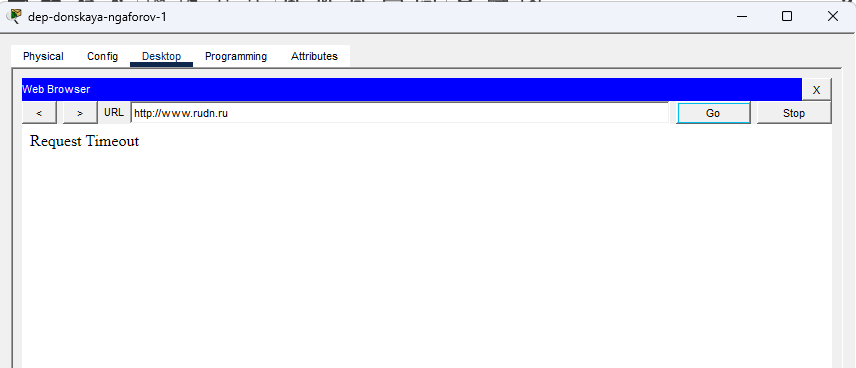 dep-donskaya-ngaforov-1
Physical Config Desktop Programming Attributes
Web Browser X
< > URL http://www.rudn.ru Go Stop
Request Timeout